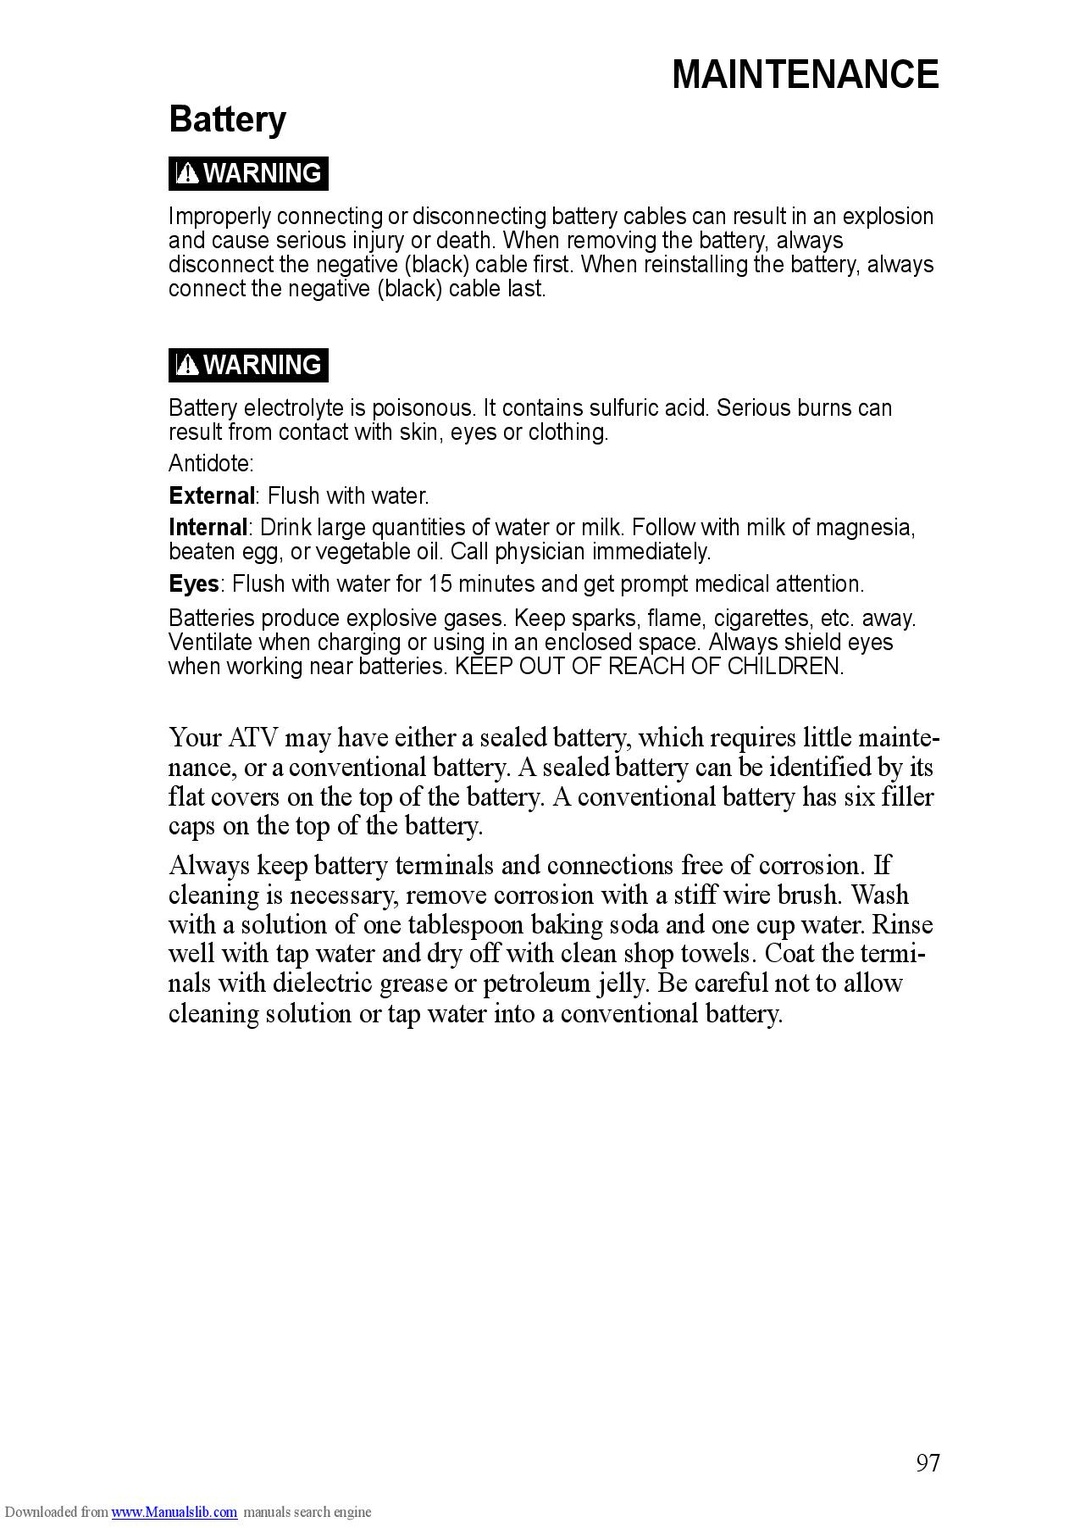 MAINTENANCE
Battery
WARNING
Improperly connecting or disconnecting battery cables can result in an explosion
and cause serious injury or death. When removing the battery, always
disconnect the negative (black) cable first. When reinstalling the battery, always
connect the negative (black) cable last.
WARNING
Battery electrolyte is poisonous. It contains sulfuric acid. Serious burns can
result from contact with skin, eyes or clothing.
Antidote:
External: Flush with water.
Internal: Drink large quantities of water or milk. Follow with milk of magnesia,
beaten egg, or vegetable oil. Call physician immediately.
Eyes: Flush with water for 15 minutes and get prompt medical attention.
Batteries produce explosive gases. Keep sparks, flame, cigarettes, etc. away.
Ventilate when charging or using in an enclosed space. Always shield eyes
when working near batteries. KEEP OUT OF REACH OF CHILDREN.
Your ATV may have either a sealed battery, which requires little mainte-
nance, or a conventional battery. A sealed battery can be identified by its
flat covers on the top of the battery. A conventional battery has six filler
caps on the top of the battery.
Always keep battery terminals and connections free of corrosion. If
cleaning is necessary, remove corrosion with a stiff wire brush. Wash
with a solution of one tablespoon baking soda and one cup water. Rinse
well with tap water and dry off with clean shop towels. Coat the termi-
nals with dielectric grease or petroleum jelly. Be careful not to allow
cleaning solution or tap water into a conventional battery.
97
Downloaded from www.Manualslib.com manuals search engine